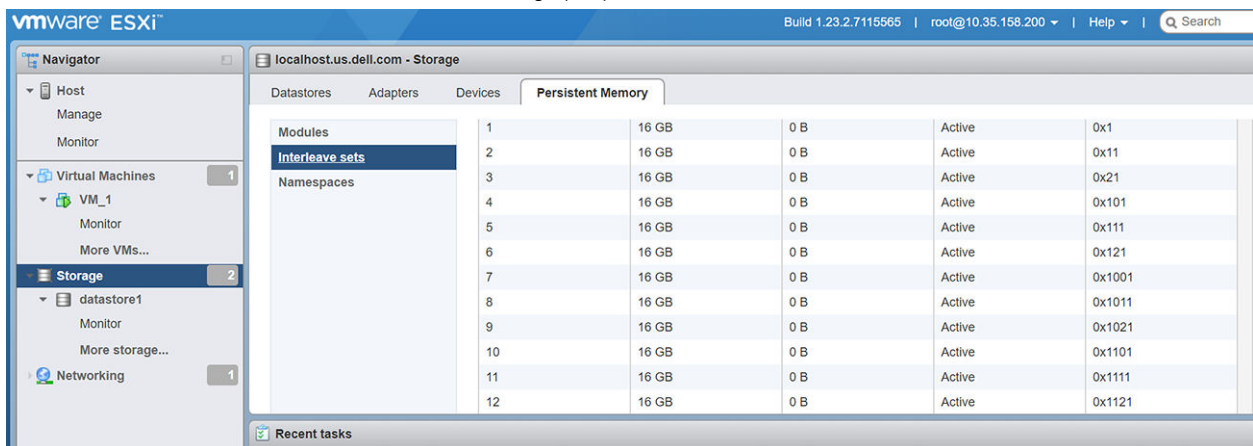 vmware ESXi™
Build 1.23.2.7115565 | root@10.35.158.200 | Help | Search
Navigator
Host
Manage
Monitor
Virtual Machines 1
VM_1
Monitor
More VMs...
Storage 2
datastore1
Monitor
More storage...
Networking 1
localhost.us.dell.com - Storage
Datastores Adapters Devices Persistent Memory
Modules
Interleave sets
Namespaces
1 16 GB 0 B Active 0x1
2 16 GB 0 B Active 0x11
3 16 GB 0 B Active 0x21
4 16 GB 0 B Active 0x101
5 16 GB 0 B Active 0x111
6 16 GB 0 B Active 0x121
7 16 GB 0 B Active 0x1001
8 16 GB 0 B Active 0x1011
9 16 GB 0 B Active 0x1021
10 16 GB 0 B Active 0x1101
11 16 GB 0 B Active 0x1111
12 16 GB 0 B Active 0x1121
Recent tasks